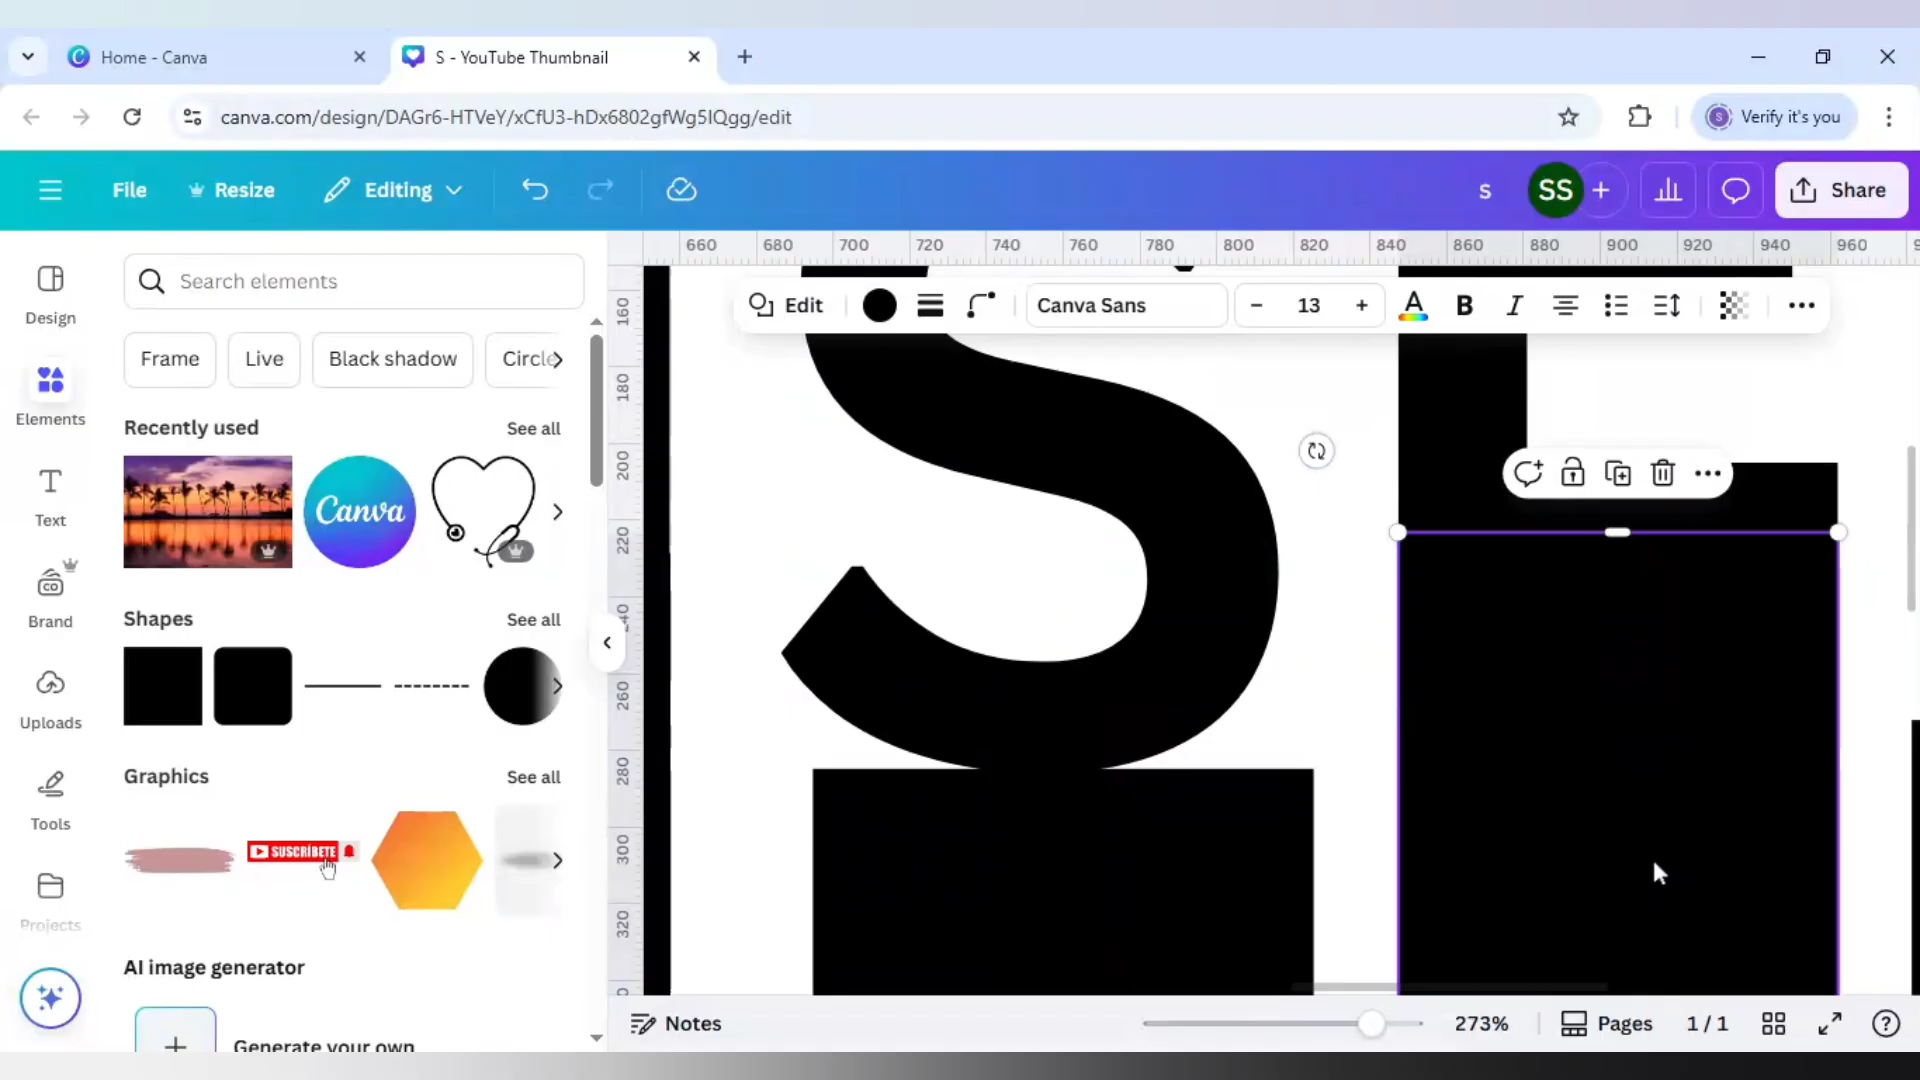 Home - Canva
S - YouTube Thumbnail
canva.com/design/DAGr6-HTVeY/xCfU3-hDx6802gfWg5IQgg/edit
Verify it's you
S
File
Resize
Editing
S
SS
Share
Design
Elements
Text
Brand
Uploads
Tools
Projects
Search elements
Frame
Live
Black shadow
Circle
Recently used
See all
Canva
Shapes
See all
Graphics
See all
SUSCRÍBETE
AI image generator
Generate your own
660 680 700 720 740 760 780 800 820 840 860 880 900 920 940 960
160
180
200
220
240
260
280
300
320
Edit
Canva Sans
13
A
B
I
S
Notes
273%
Pages
1 / 1